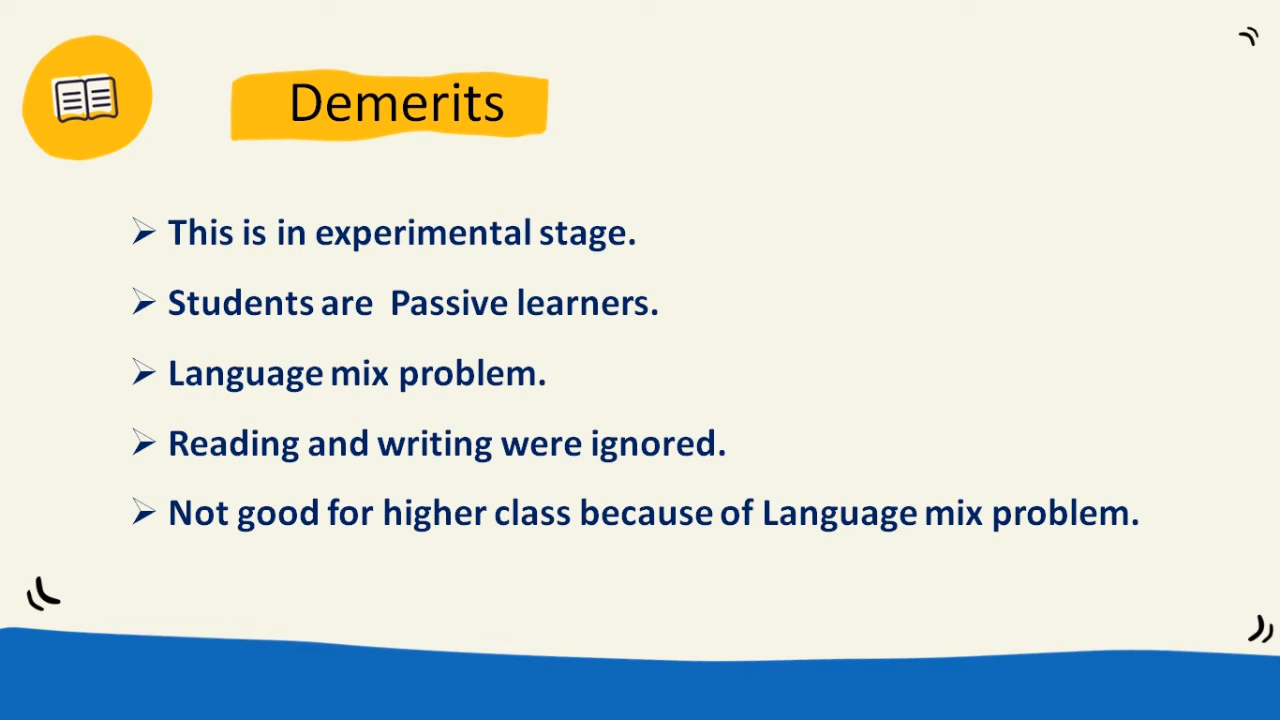 Demerits
➢ This is in experimental stage.
➢ Students are Passive learners.
➢ Language mix problem.
➢ Reading and writing were ignored.
➢ Not good for higher class because of Language mix problem.